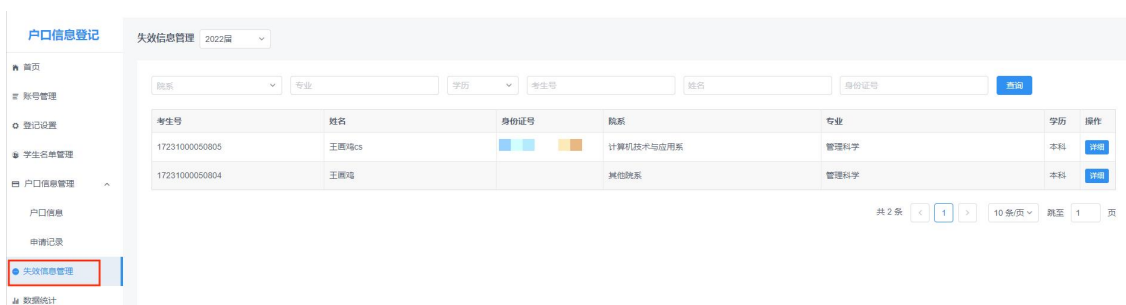 户口信息登记
失效信息管理 2022届
首页
账号管理
登记设置
学生名单管理
户口信息管理
户口信息
申请记录
失效信息管理
数据统计
院系 专业 学历 考生号 姓名 身份证号 查询
考生号 姓名 身份证号 院系 专业 学历 操作
17231000050805 王圆鸡cs 计算机技术与应用系 管理科学 本科 详细
17231000050804 王圆鸡 其他院系 管理科学 本科 详细
共 2 条 < 1 > 10 条/页 跳至 1 页